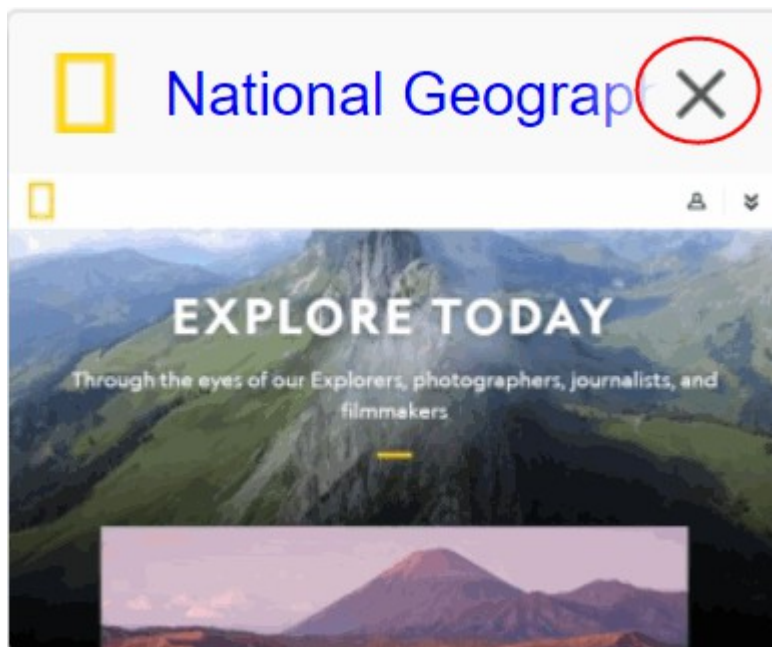 National Geograp
EXPLORE TODAY
Through the eyes of our Explorers, photographers, journalists, and
filmmakers